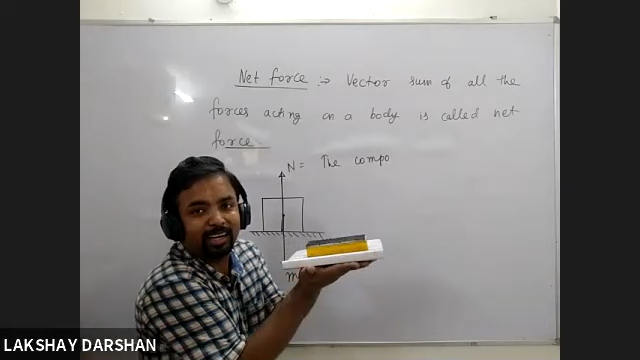 Net force :→ Vector sum of all the
forces acting on a body is called net
force.
N = The compo
m
LAKSHAY DARSHAN